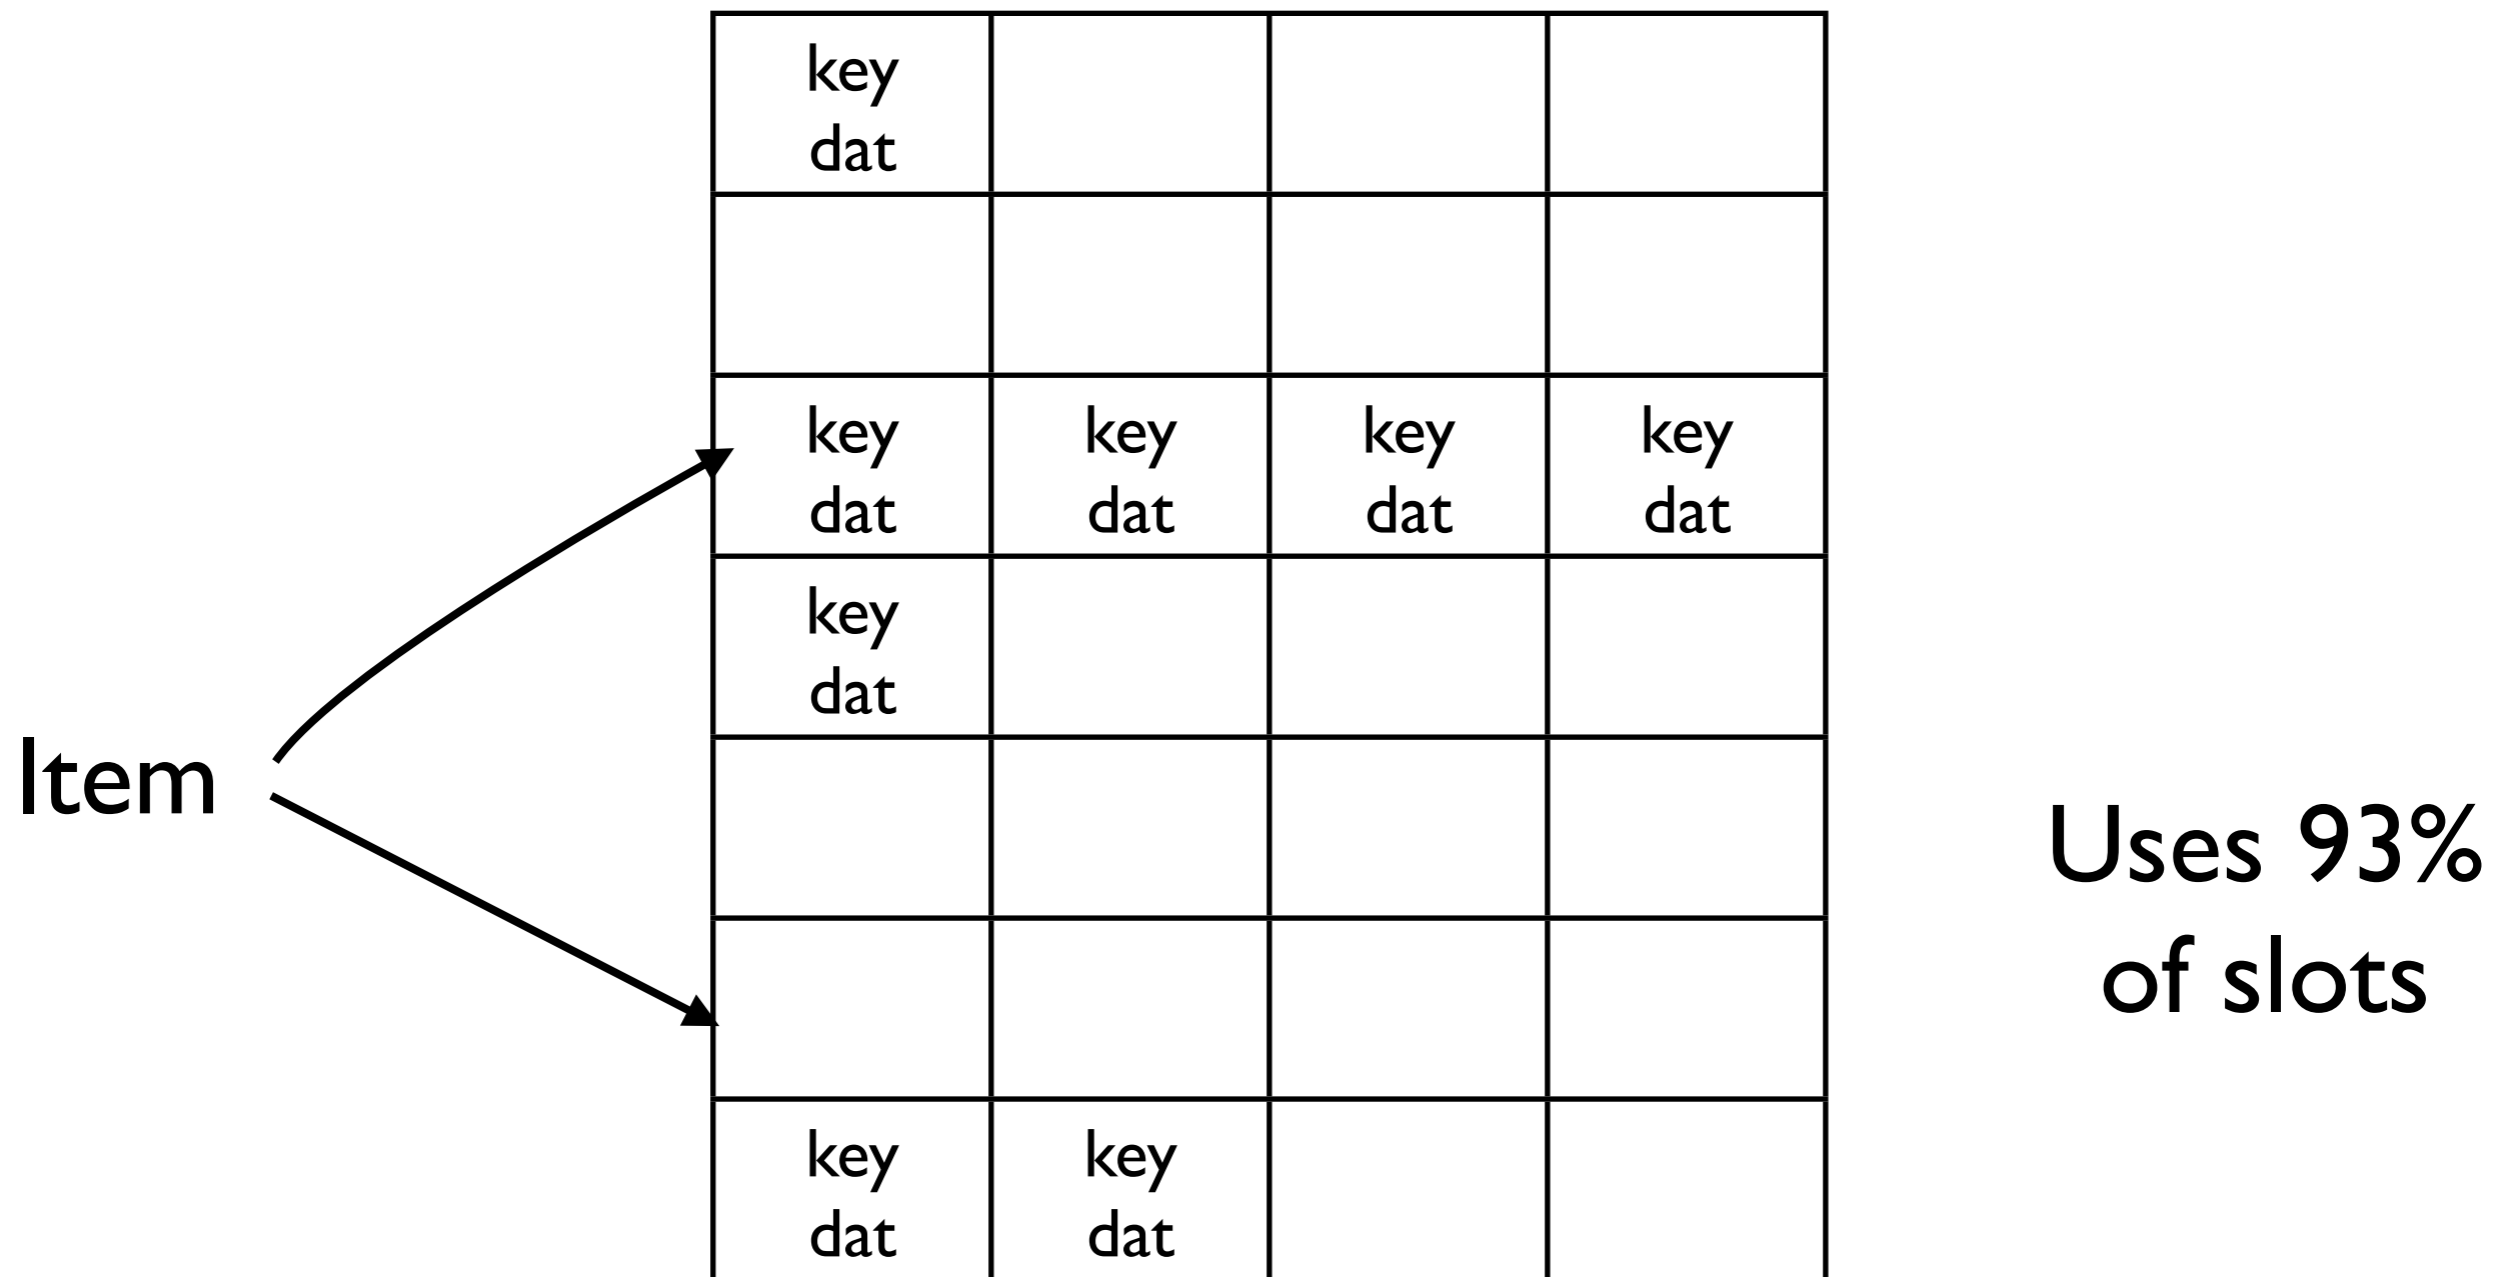 key
dat
key key key key
dat dat dat dat
key
dat
Item
Uses 93%
of slots
key key
dat dat